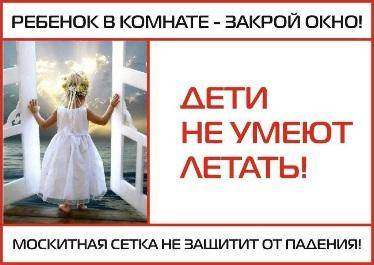 РЕБЕНОК В КОМНАТЕ - ЗАКРОЙ ОКНО!
ДЕТИ
НЕ УМЕЮТ
ЛЕТАТЬ!
МОСКИТНАЯ СЕТКА НЕ ЗАЩИТИТ ОТ ПАДЕНИЯ!